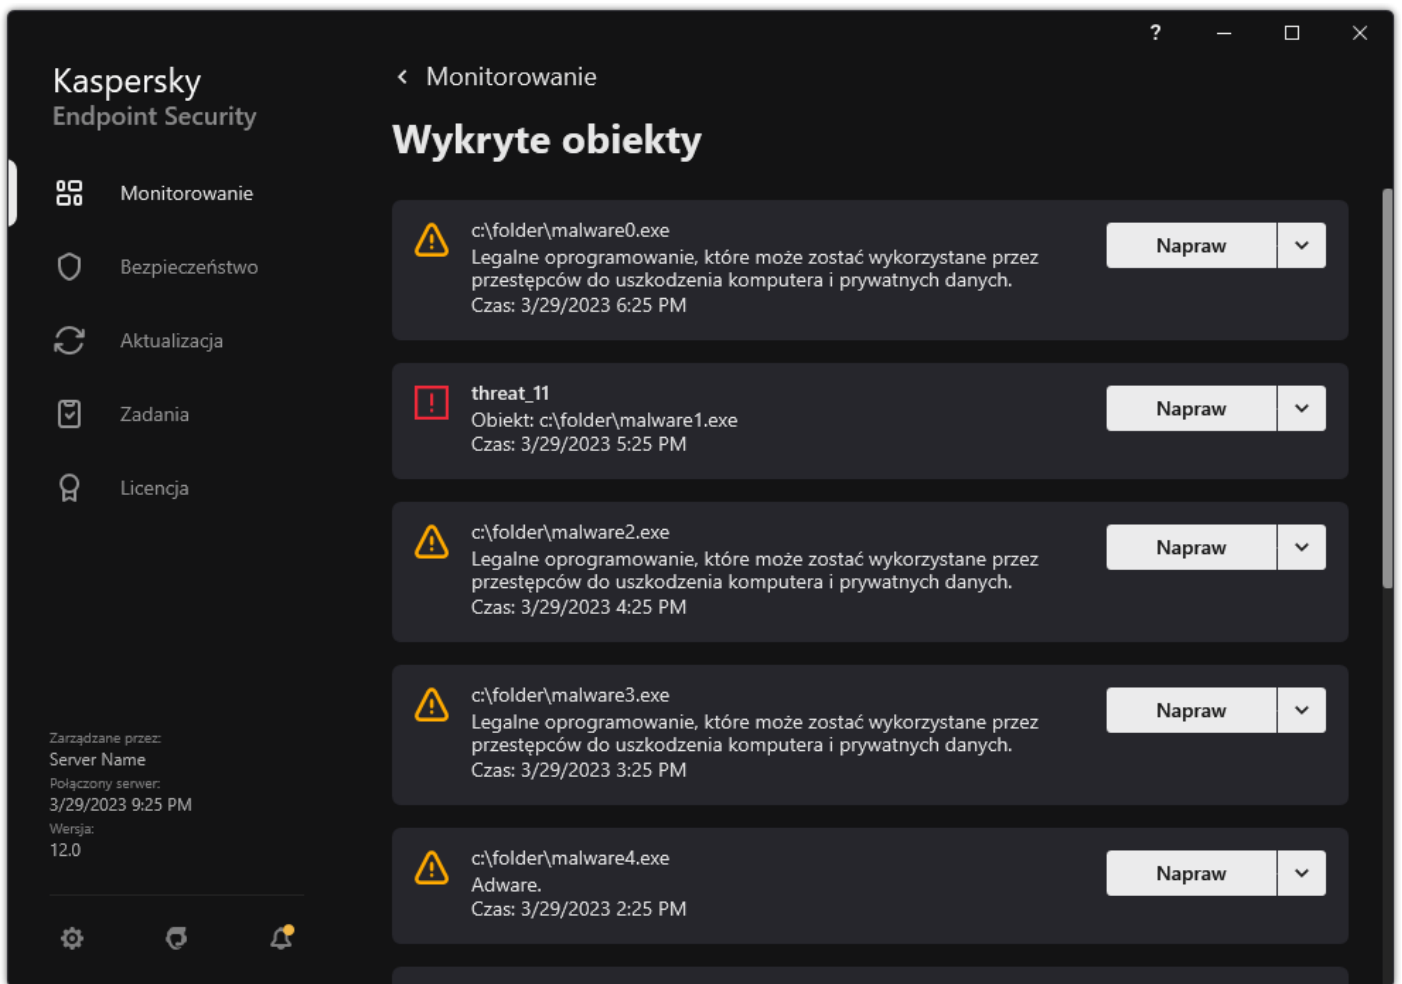 ?
Kaspersky
Endpoint Security
Monitorowanie
Bezpieczeństwo
Aktualizacja
Zadania
Licencja
Zarządzane przez:
Server Name
Połączony serwer:
3/29/2023 9:25 PM
Wersja:
12.0
Monitorowanie
Wykryte obiekty
c:\folder\malware0.exe
Legalne oprogramowanie, które może zostać wykorzystane przez
przestępców do uszkodzenia komputera i prywatnych danych.
Czas: 3/29/2023 6:25 PM
Napraw
threat_11
Obiekt: c:\folder\malware1.exe
Czas: 3/29/2023 5:25 PM
Napraw
c:\folder\malware2.exe
Legalne oprogramowanie, które może zostać wykorzystane przez
przestępców do uszkodzenia komputera i prywatnych danych.
Czas: 3/29/2023 4:25 PM
Napraw
c:\folder\malware3.exe
Legalne oprogramowanie, które może zostać wykorzystane przez
przestępców do uszkodzenia komputera i prywatnych danych.
Czas: 3/29/2023 3:25 PM
Napraw
c:\folder\malware4.exe
Adware.
Czas: 3/29/2023 2:25 PM
Napraw